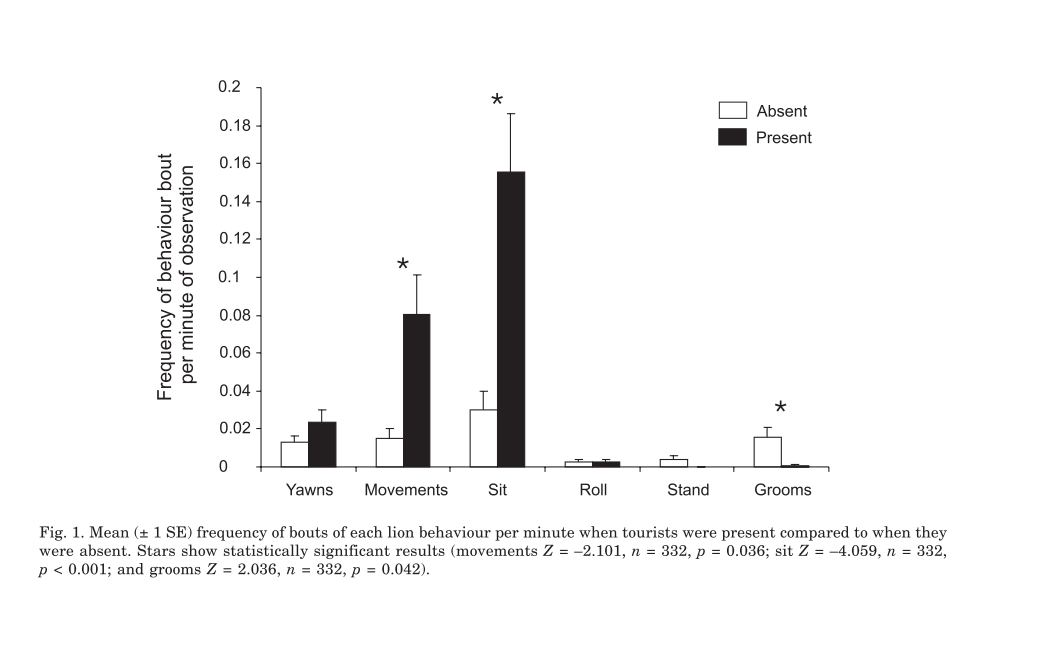 Frequency of behaviour bout
per minute of observation
0.2
0.18
0.16
0.14
0.12
0.1
0.08
0.06
0.04
0.02
0
*
*
*
Absent
Present
Yawns
Movements
Sit
Roll
Stand
Grooms
Fig. 1. Mean (± 1 SE) frequency of bouts of each lion behaviour per minute when tourists were present compared to when they
were absent. Stars show statistically significant results (movements Z = –2.101, n = 332, p = 0.036; sit Z = –4.059, n = 332,
p < 0.001; and grooms Z = 2.036, n = 332, p = 0.042).